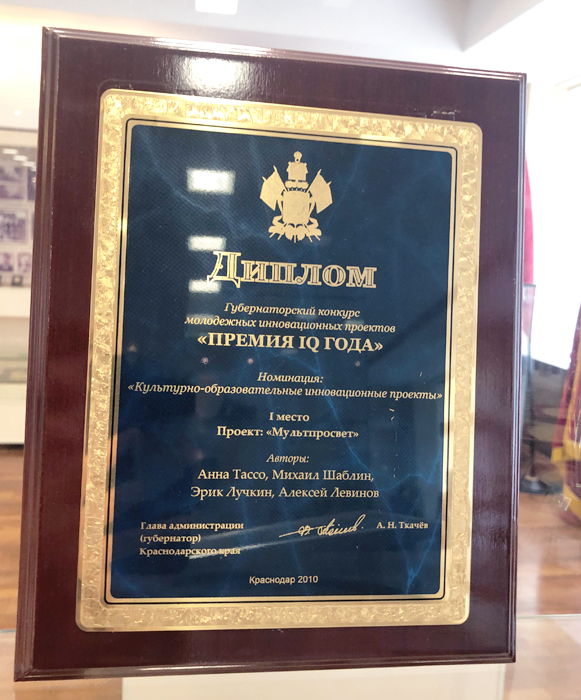 Диплом
Губернаторский конкурс
молодежных инновационных проектов
«ПРЕМИЯ IQ ГОДА»
Номинация:
«Культурно-образовательные инновационные проекты»
I место
Проект: «Мультпросвет»
Авторы:
Анна Тассо, Михаил Шаблин,
Эрик Лучкин, Алексей Левинов
Глава администрации
(губернатор)
Краснодарского края
А. Н. Ткачёв
Краснодар 2010